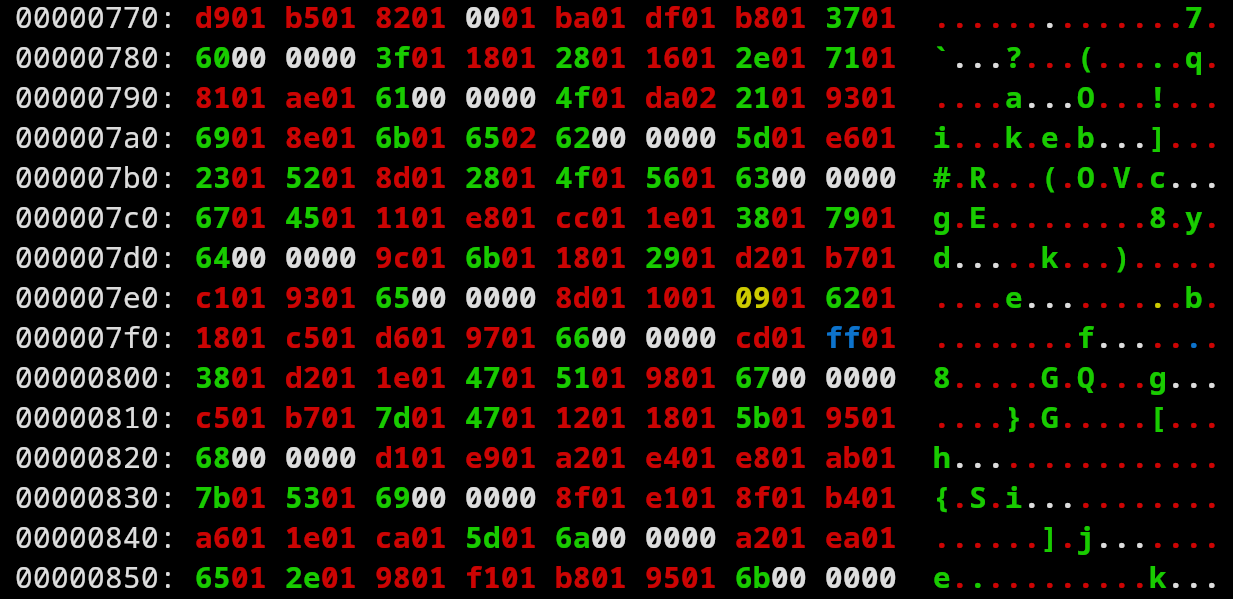 00000770: d901 b501 8201 0001 ba01 df01 b801 3701 ..............7.
00000780: 6000 0000 3f01 1801 2801 1601 2e01 7101 `...?...(.....q.
00000790: 8101 ae01 6100 0000 4f01 da02 2101 9301 ....a...O...!...
000007a0: 6901 8e01 6b01 6502 6200 0000 5d01 e601 i...k.e.b...]...
000007b0: 2301 5201 8d01 2801 4f01 5601 6300 0000 #.R...(.O.V.c...
000007c0: 6701 4501 1101 e801 cc01 1e01 3801 7901 g.E.........8.y.
000007d0: 6400 0000 9c01 6b01 1801 2901 d201 b701 d.....k...).....
000007e0: c101 9301 6500 0000 8d01 1001 0901 6201 ....e.........b.
000007f0: 1801 c501 d601 9701 6600 0000 cd01 ff01 ........f.......
00000800: 3801 d201 1e01 4701 5101 9801 6700 0000 8.....G.Q...g...
00000810: c501 b701 7d01 4701 1201 1801 5b01 9501 ....}.G.....[...
00000820: 6800 0000 d101 e901 a201 e401 e801 ab01 h...............
00000830: 7b01 5301 6900 0000 8f01 e101 8f01 b401 {.S.i...........
00000840: a601 1e01 ca01 5d01 6a00 0000 a201 ea01 ......].j.......
00000850: 6501 2e01 9801 f101 b801 9501 6b00 0000 e...........k...